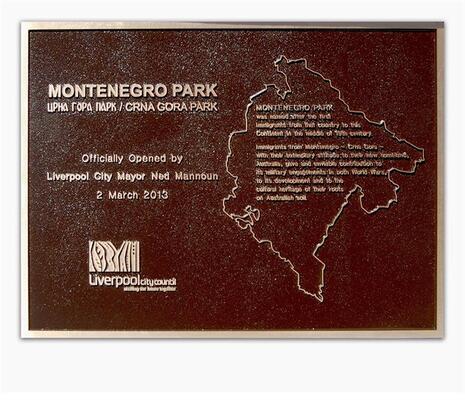 MONTENEGRO PARK
ЦРНА ГОРА ПАРК / CRNA GORA PARK
Officially Opened by
Liverpool City Mayor Ned Mannoun
2 March 2013
Liverpool city council
MONTENEGRO PARK
was named after the first
immigrants from that country to this
Continent in the middle of 19th century.
Immigrants from Montenegro - Crna Gora -
with their exemplary attitude to their new homeland,
Australia, gave and enviable contribution to
its military engagements in both World Wars,
to its development and to the
cultural heritage of their roots
on Australian soil.